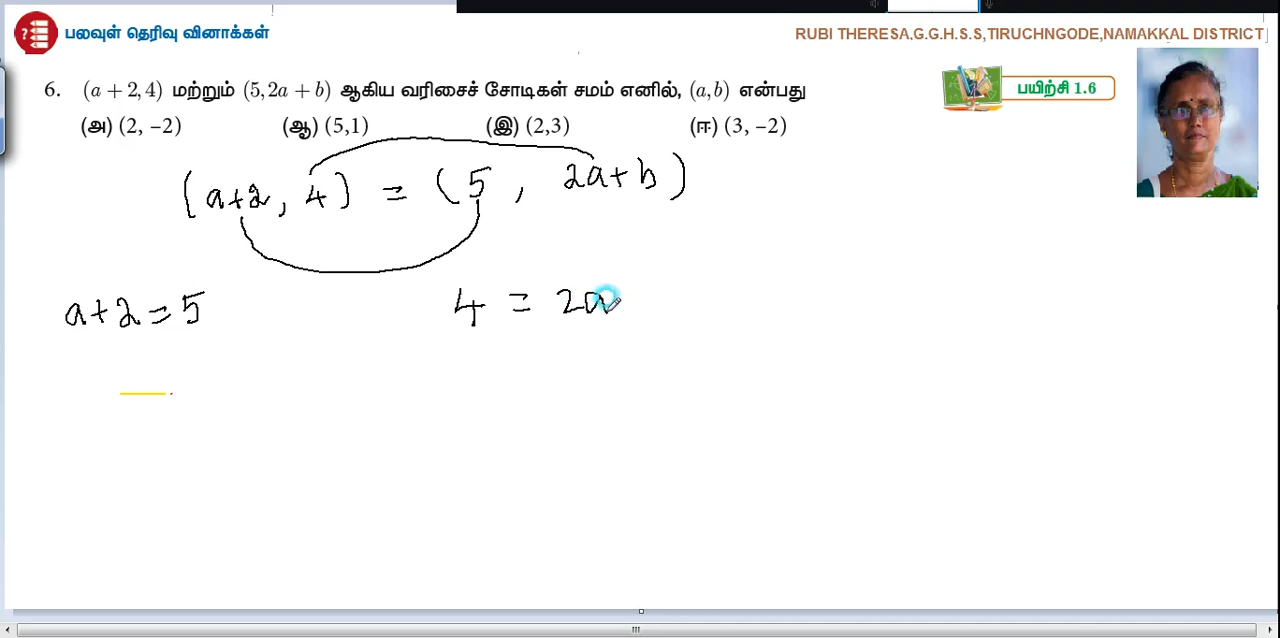 பலவுள் தெரிவு வினாக்கள்
RUBI THERESA,G.G.H.S.S,TIRUCHNGODE,NAMAKKAL DISTRICT
6. (a + 2, 4) மற்றும் (5, 2a + b) ஆகிய வரிசைச் சோடிகள் சமம் எனில், (a, b) என்பது
பயிற்சி 1.6
(அ) (2, −2) (ஆ) (5,1) (இ) (2,3) (ஈ) (3, −2)
(a+2, 4) = (5, 2a+b)
a+2=5 4 = 2a